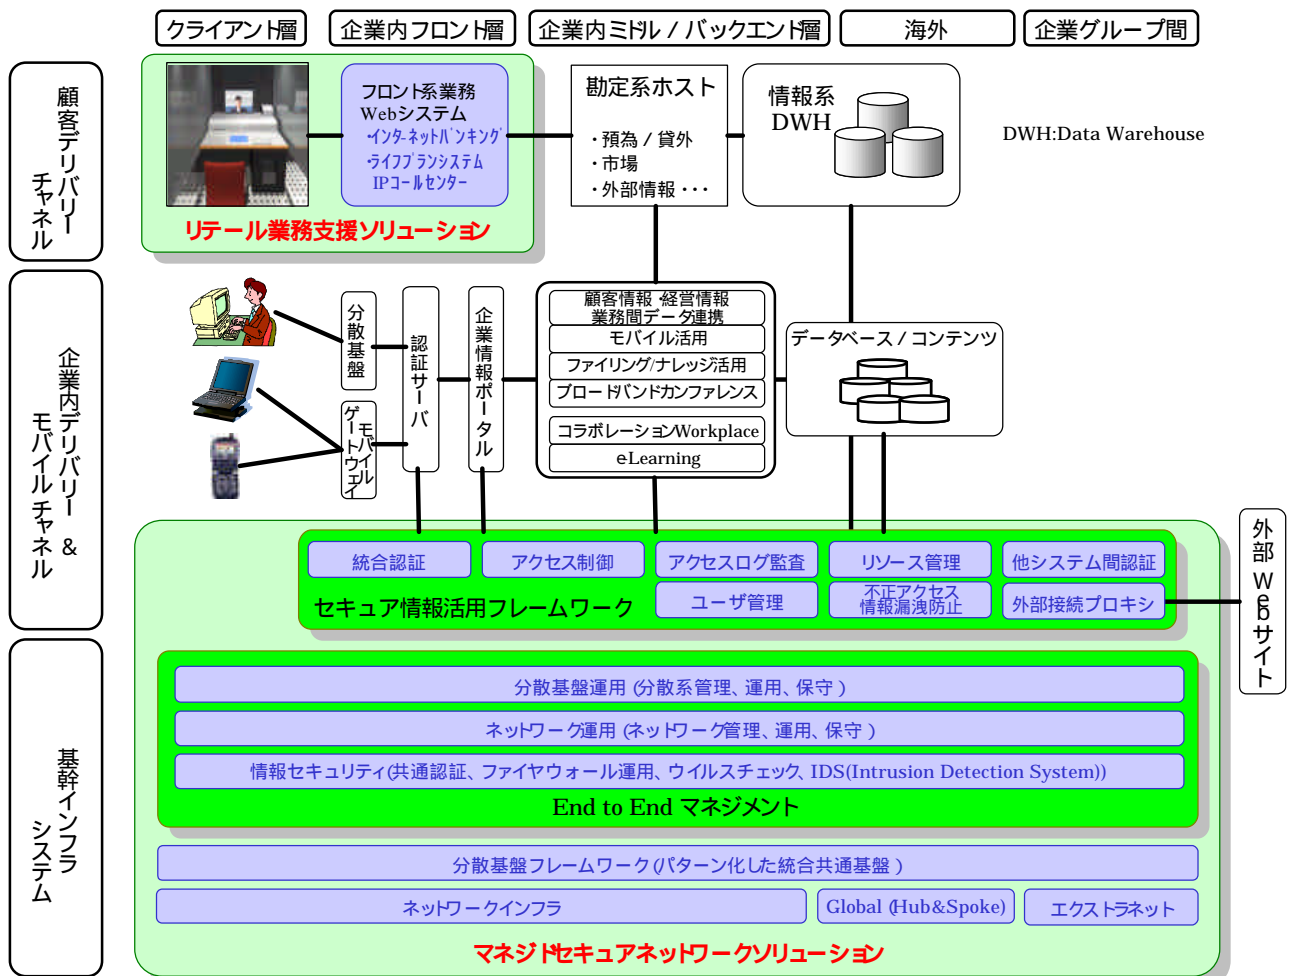 クライアント層
企業内フロント層
企業内ミドル / バックエンド層
海外
企業グループ間
顧客デリバリー
チャネル
フロント系業務
Webシステム
・インターネットバンキング
・ライフプランシステム
IPコールセンター
リテール業務支援ソリューション
勘定系ホスト
・預為 / 貸外
・市場
・外部情報・・・
情報系
DWH
DWH:Data Warehouse
企業内デリバリー &
モバイルチャネル
分散基盤
モバイル
ゲートウェイ
認証サーバ
企業情報ポータル
顧客情報・経営情報
業務間データ連携
モバイル活用
ファイリング/ナレッジ活用
ブロードバンドカンファレンス
コラボレーションWorkplace
e-Learning
データベース / コンテンツ
統合認証
アクセス制御
アクセスログ監査
リソース管理
他システム間認証
セキュア情報活用フレームワーク
ユーザ管理
不正アクセス
情報漏洩防止
外部接続プロキシ
外部Webサイト
基幹インフラ
システム
分散基盤運用 (分散系管理、運用、保守 )
ネットワーク運用 (ネットワーク管理、運用、保守 )
情報セキュリティ(共通認証、ファイヤウォール運用、ウイルスチェック、IDS(Intrusion Detection System))
End to End マネジメント
分散基盤フレームワーク (パターン化した統合共通基盤 )
ネットワークインフラ
Global (Hub&Spoke)
エクストラネット
マネジドセキュアネットワークソリューション